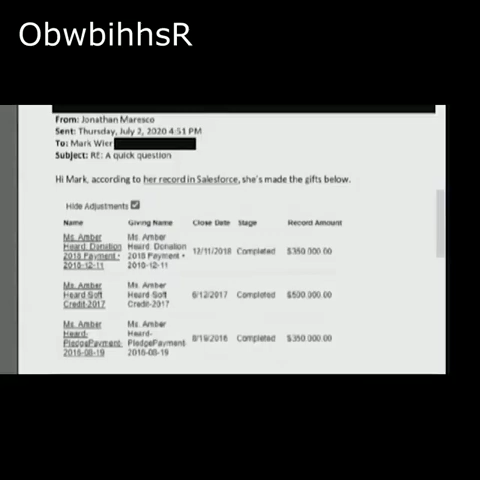 ObwbihhsR
From: Jonathan Maresco
Sent: Thursday, July 2, 2020 4:51 PM
To: Mark Wier
Subject: RE: A quick question
Hi Mark, according to her record in Salesforce, she's made the gifts below.
Hide Adjustments
Name Giving Name Close Date Stage Record Amount
Ms. Amber Ms. Amber
Heard Donation Heard Donation
2018 Payment - 2018 Payment - 12/11/2018 Completed $350,000.00
2018-12-11 2018-12-11
Ms. Amber Ms. Amber
Heard Soft Heard Soft 6/12/2017 Completed $500,000.00
Credit-2017 Credit-2017
Ms. Amber Ms. Amber
Heard- Heard-
PledgePayment- PledgePayment- 8/19/2016 Completed $350,000.00
2016-08-19 2016-08-19